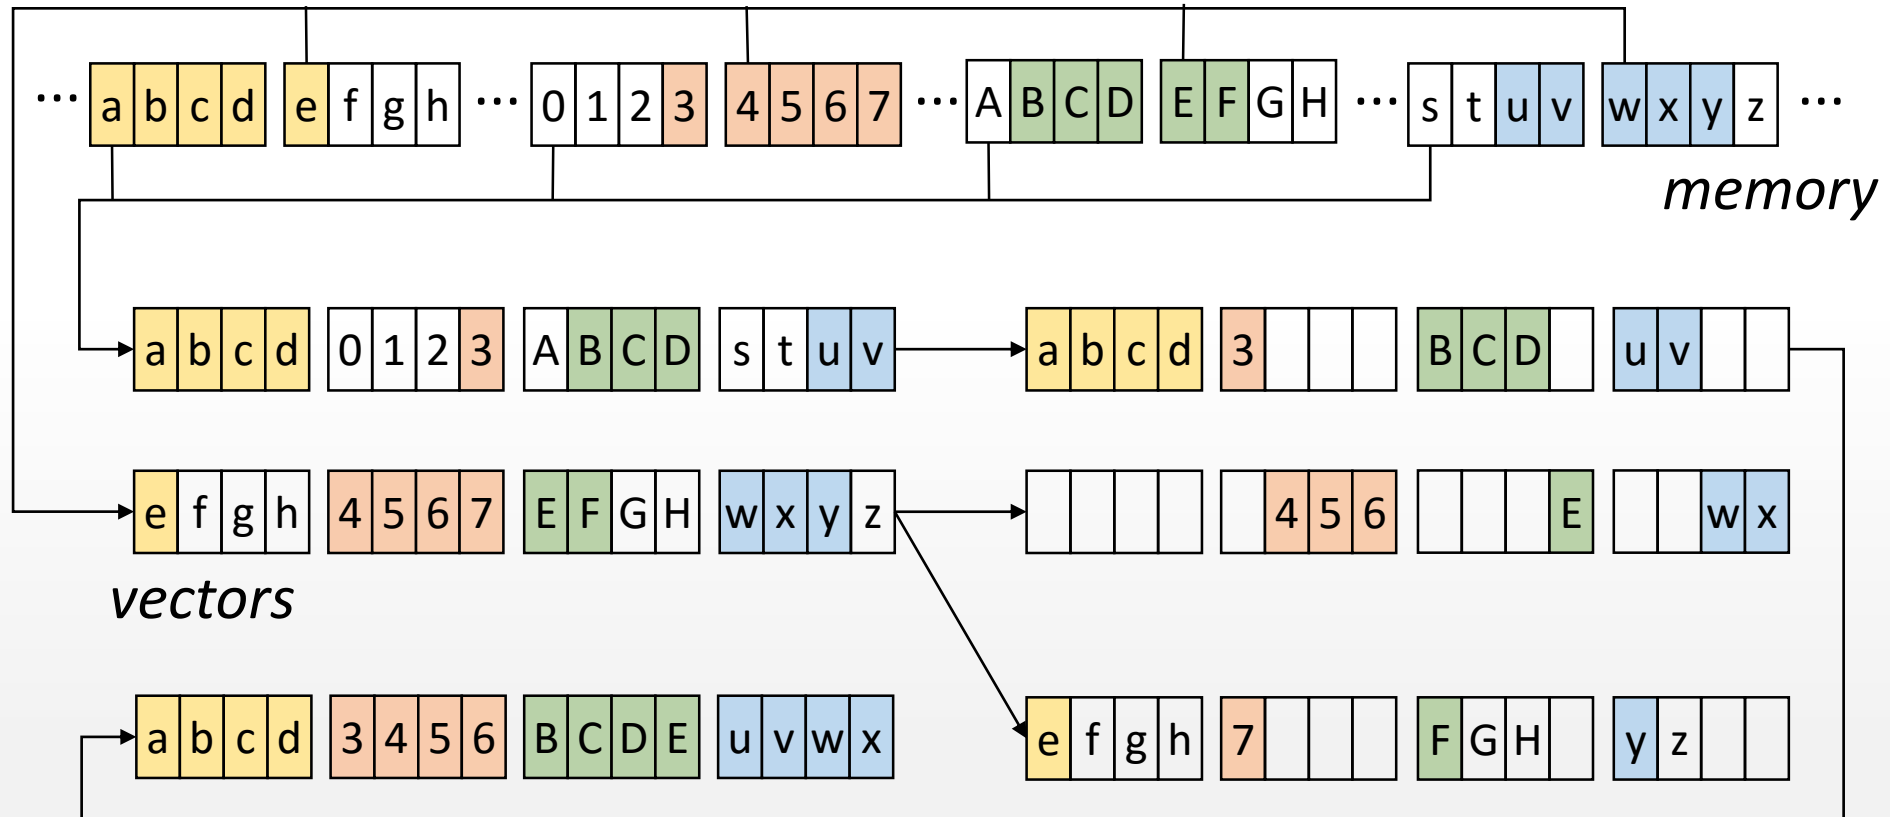 ... a b c d e f g h ... 0 1 2 3 4 5 6 7 ... A B C D E F G H ... s t u v w x y z ...
memory
a b c d 0 1 2 3 A B C D s t u v a b c d 3 B C D u v
e f g h 4 5 6 7 E F G H w x y z 4 5 6 E w x
vectors
a b c d 3 4 5 6 B C D E u v w x e f g h 7 F G H y z